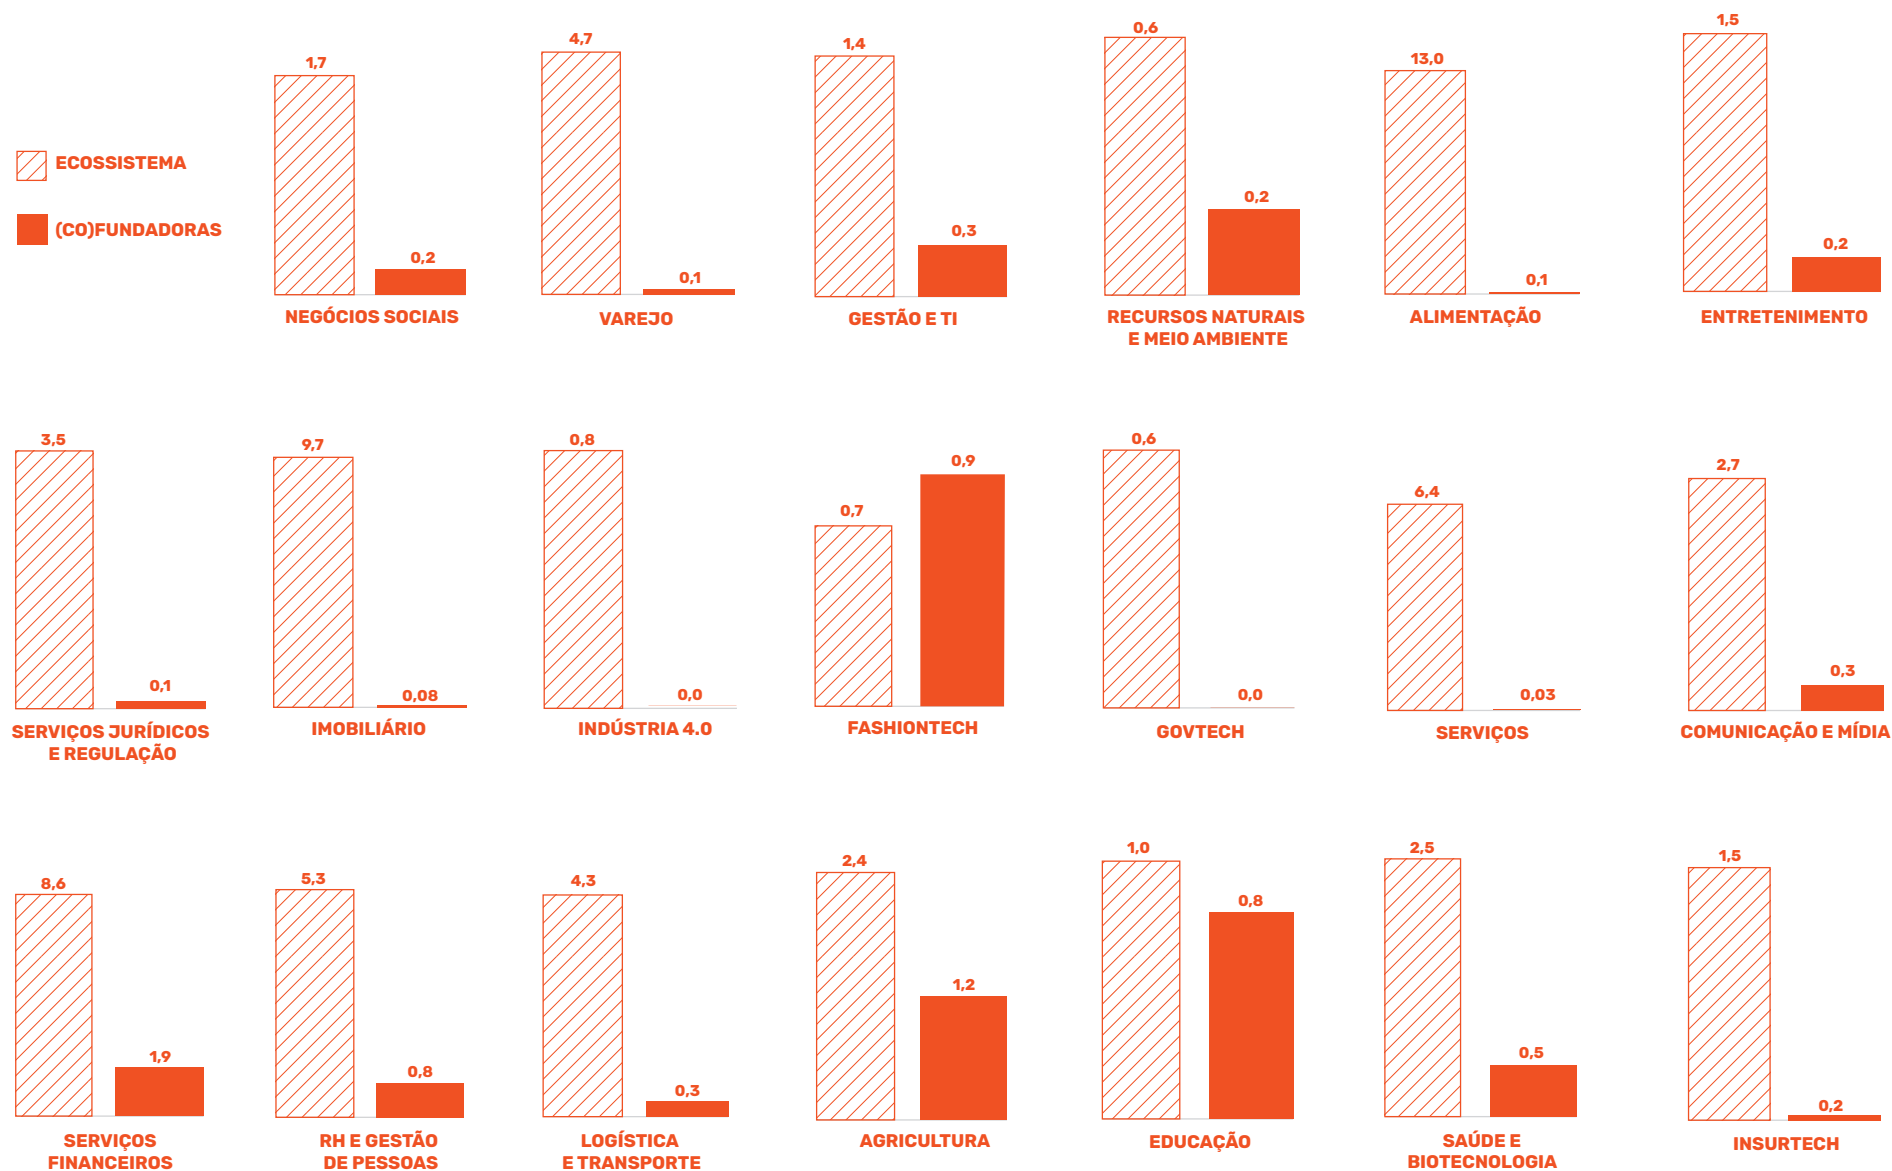 ECOSSISTEMA
(CO)FUNDADORAS
1,7
0,2
NEGÓCIOS SOCIAIS
4,7
0,1
VAREJO
1,4
0,3
GESTÃO E TI
0,6
0,2
RECURSOS NATURAIS
E MEIO AMBIENTE
13,0
0,1
ALIMENTAÇÃO
1,5
0,2
ENTRETENIMENTO
3,5
0,1
SERVIÇOS JURÍDICOS
E REGULAÇÃO
9,7
0,08
IMOBILIÁRIO
0,8
0,0
INDÚSTRIA 4.0
0,7
0,9
FASHIONTECH
0,6
0,0
GOVTECH
6,4
0,03
SERVIÇOS
2,7
0,3
COMUNICAÇÃO E MÍDIA
8,6
1,9
SERVIÇOS
FINANCEIROS
5,3
0,8
RH E GESTÃO
DE PESSOAS
4,3
0,3
LOGÍSTICA
E TRANSPORTE
2,4
1,2
AGRICULTURA
1,0
0,8
EDUCAÇÃO
2,5
0,5
SAÚDE E
BIOTECNOLOGIA
1,5
0,2
INSURTECH